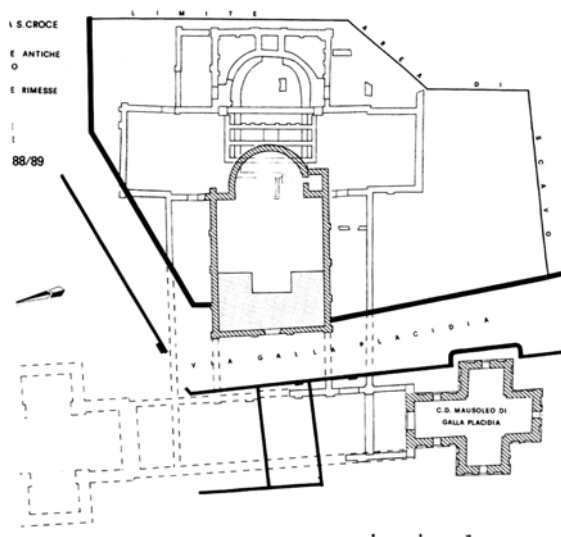 LIMITE AREA DI SCAVO
A S. CROCE
E ANTICHE
O
E RIMESSE
88/89
VIA GALLA PLACIDIA
C.D. MAUSOLEO DI
GALLA PLACIDIA